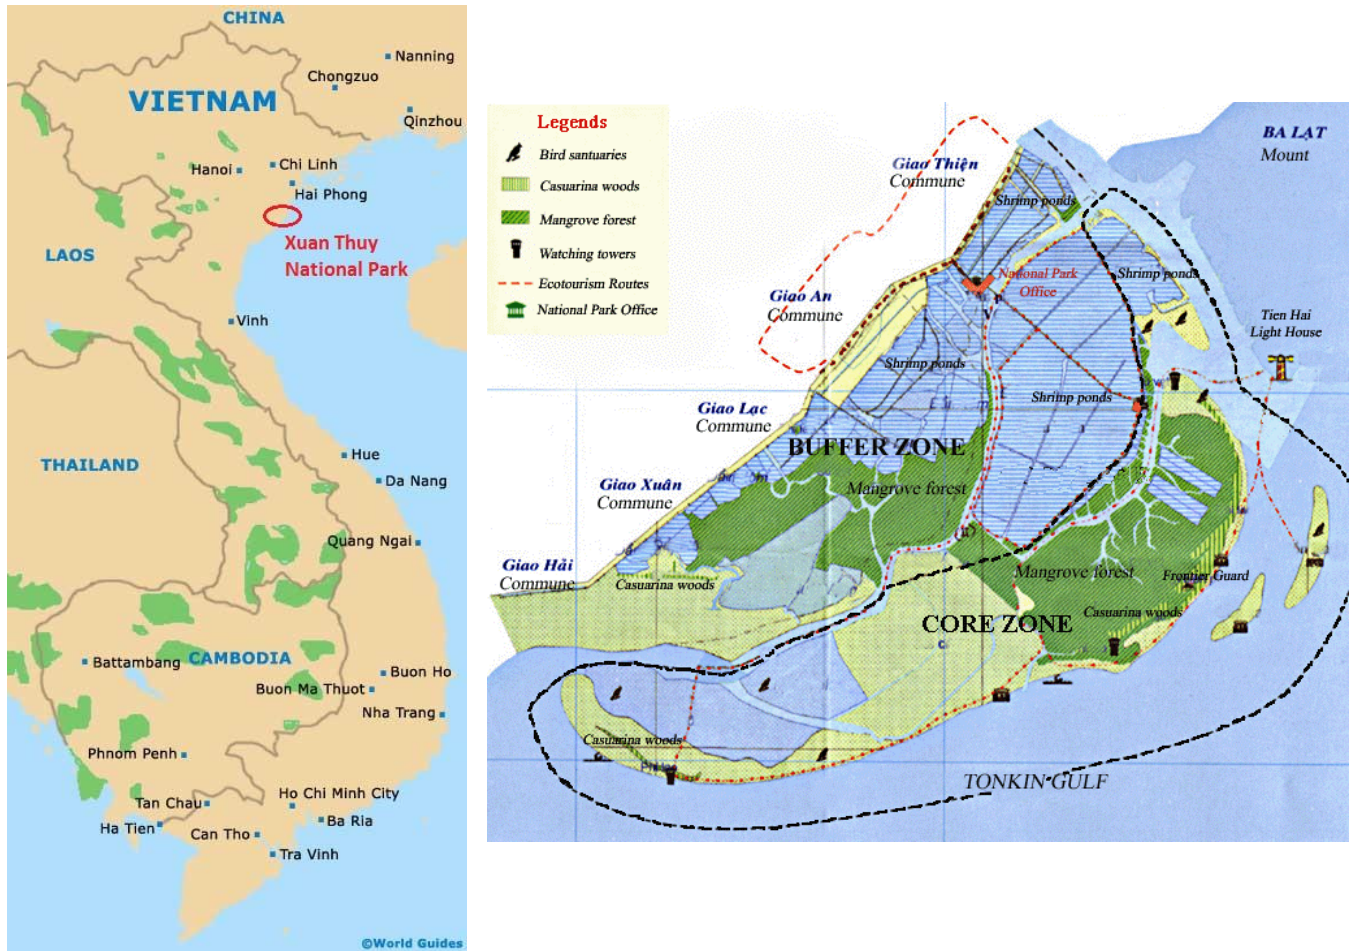 CHINA
Nanning
Chongzuo
VIETNAM
Qinzhou
Hanoi
Chi Linh
Hai Phong
Xuan Thuy
National Park
LAOS
Vinh
Hue
THAILAND
Da Nang
Quang Ngai
Battambang
CAMBODIA
Buon Ho
Buon Ma Thuot
Nha Trang
Phnom Penh
Tan Chau
Ho Chi Minh City
Ha Tien
Can Tho
Ba Ria
Tra Vinh
©World Guides
Legends
Bird santuaries
Casuarina woods
Mangrove forest
Watching towers
Ecotourism Routes
National Park Office
BA LẠT
Mount
Giao Thiện
Commune
Shrimp ponds
National Park
Office
Shrimp ponds
Giao An
Commune
Tien Hai
Light House
Shrimp ponds
Shrimp ponds
Giao Lạc
Commune
BUFFER ZONE
Giao Xuân
Commune
Mangrove forest
Giao Hải
Commune
Casuarina woods
Mangrove forest
Frontier Guard
CORE ZONE
Casuarina woods
Casuarina woods
TONKIN GULF